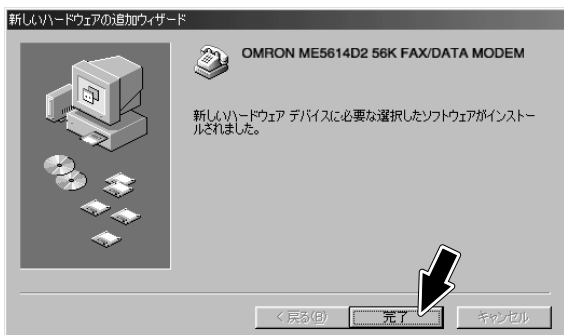 新しいハードウェアの追加ウィザード
OMRON ME5614D2 56K FAX/DATA MODEM
新しいハードウェア デバイスに必要な選択したソフトウェアがインストー
ルされました。
< 戻る(B)
完了
キャンセル